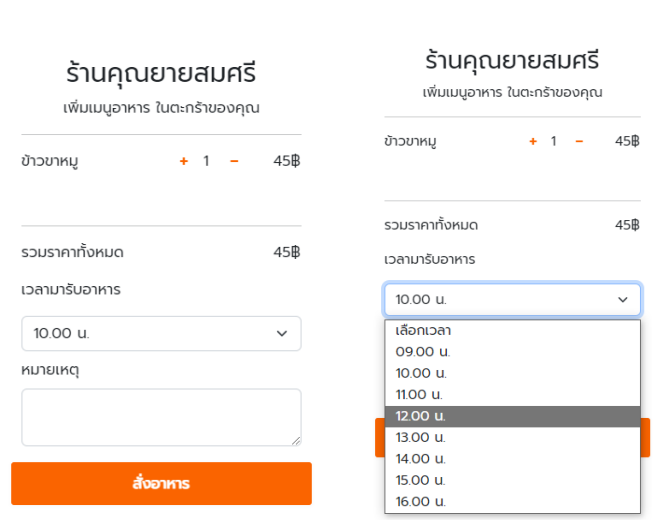 ร้านคุณยายสมศรี
เพิ่มเมนูอาหาร ในตะกร้าของคุณ
ข้าวขาหมู + 1 − 45฿
รวมราคาทั้งหมด 45฿
เวลามารับอาหาร
10.00 น.
หมายเหตุ
สั่งอาหาร
ร้านคุณยายสมศรี
เพิ่มเมนูอาหาร ในตะกร้าของคุณ
ข้าวขาหมู + 1 − 45฿
รวมราคาทั้งหมด 45฿
เวลามารับอาหาร
10.00 น.
เลือกเวลา
09.00 น.
10.00 น.
11.00 น.
12.00 น.
13.00 น.
14.00 น.
15.00 น.
16.00 น.